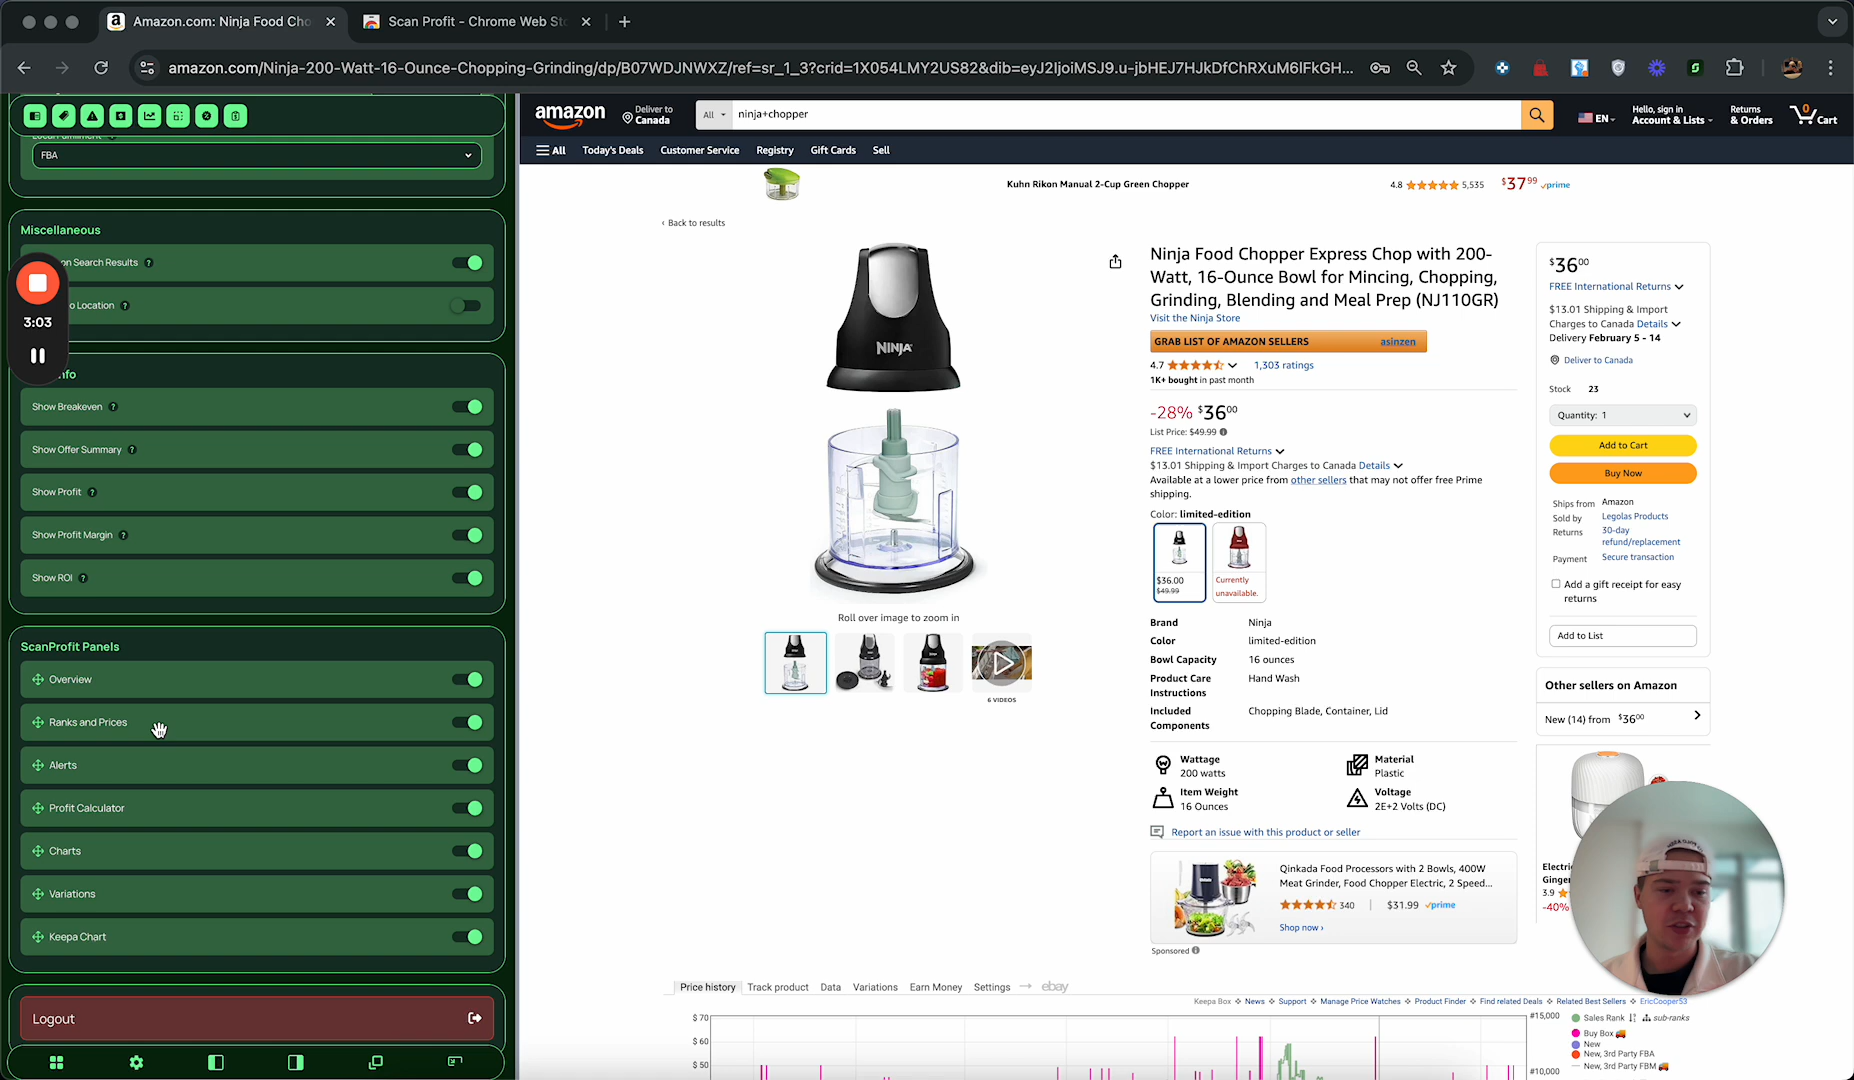 Amazon.com: Ninja Food Cho
Scan Profit - Chrome Web Sto
amazon.com/Ninja-200-Watt-16-Ounce-Chopping-Grinding/dp/B07WDJNWXZ/ref=sr_1_3?crid=1X054LMY2US82&dib=eyJ2IjoiMSJ9.u-jbHEJ7HJkDfChRXuM6lFkGH...
FBA
Miscellaneous
on Search Results
o Location
3:03
nfo
Show Breakeven
Show Offer Summary
Show Profit
Show Profit Margin
Show ROI
ScanProfit Panels
Overview
Ranks and Prices
Alerts
Profit Calculator
Charts
Variations
Keepa Chart
Logout
amazon
Deliver to
Canada
All
ninja+chopper
EN
Hello, sign in
Account & Lists
Returns
& Orders
0
Cart
All
Today's Deals
Customer Service
Registry
Gift Cards
Sell
Kuhn Rikon Manual 2-Cup Green Chopper
4.8
5,535
$37 99
prime
‹ Back to results
NINJA
Roll over image to zoom in
6 VIDEOS
Ninja Food Chopper Express Chop with 200-
Watt, 16-Ounce Bowl for Mincing, Chopping,
Grinding, Blending and Meal Prep (NJ110GR)
Visit the Ninja Store
GRAB LIST OF AMAZON SELLERS
asinzen
4.7
1,303 ratings
1K+ bought in past month
-28% $36 00
List Price: $49.99
FREE International Returns
$13.01 Shipping & Import Charges to Canada Details
Available at a lower price from other sellers that may not offer free Prime
shipping.
Color: limited-edition
$36.00
$49.99
Currently
unavailable.
Brand
Ninja
Color
limited-edition
Bowl Capacity
16 ounces
Product Care
Instructions
Hand Wash
Included
Components
Chopping Blade, Container, Lid
Wattage
200 watts
Material
Plastic
Item Weight
16 Ounces
Voltage
2E+2 Volts (DC)
Report an issue with this product or seller
Qinkada Food Processors with 2 Bowls, 400W
Meat Grinder, Food Chopper Electric, 2 Speed...
340
$31.99
prime
Shop now ›
Sponsored
$36 00
FREE International Returns
$13.01 Shipping & Import
Charges to Canada Details
Delivery February 5 - 14
Deliver to Canada
Stock
23
Quantity: 1
Add to Cart
Buy Now
Ships from
Amazon
Sold by
Legolas Products
Returns
30-day
refund/replacement
Payment
Secure transaction
Add a gift receipt for easy
returns
Add to List
Other sellers on Amazon
New (14) from $36 00
Electri
Ginger
3.9
-40%
Price history
Track product
Data
Variations
Earn Money
Settings
ebay
Keepa Box
News
Support
Manage Price Watches
Product Finder
Find related Deals
Related Best Sellers
EricCooper53
$ 70
$ 60
$ 50
#15,000
#10,000
Sales Rank
sub-ranks
Buy Box
New
New, 3rd Party FBA
New, 3rd Party FBM